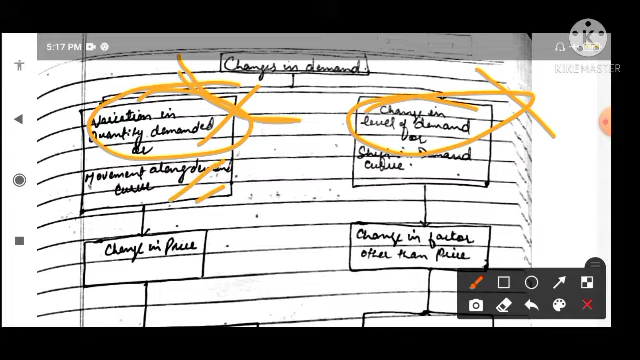 5:17 PM
K
KINEMASTER
Changes in demand
Variation in
Quantity demanded
or
Movement along demand
curve
Change in
level of demand
or
Shift in Demand
curve
Change in Price
Change in factor
other than Price